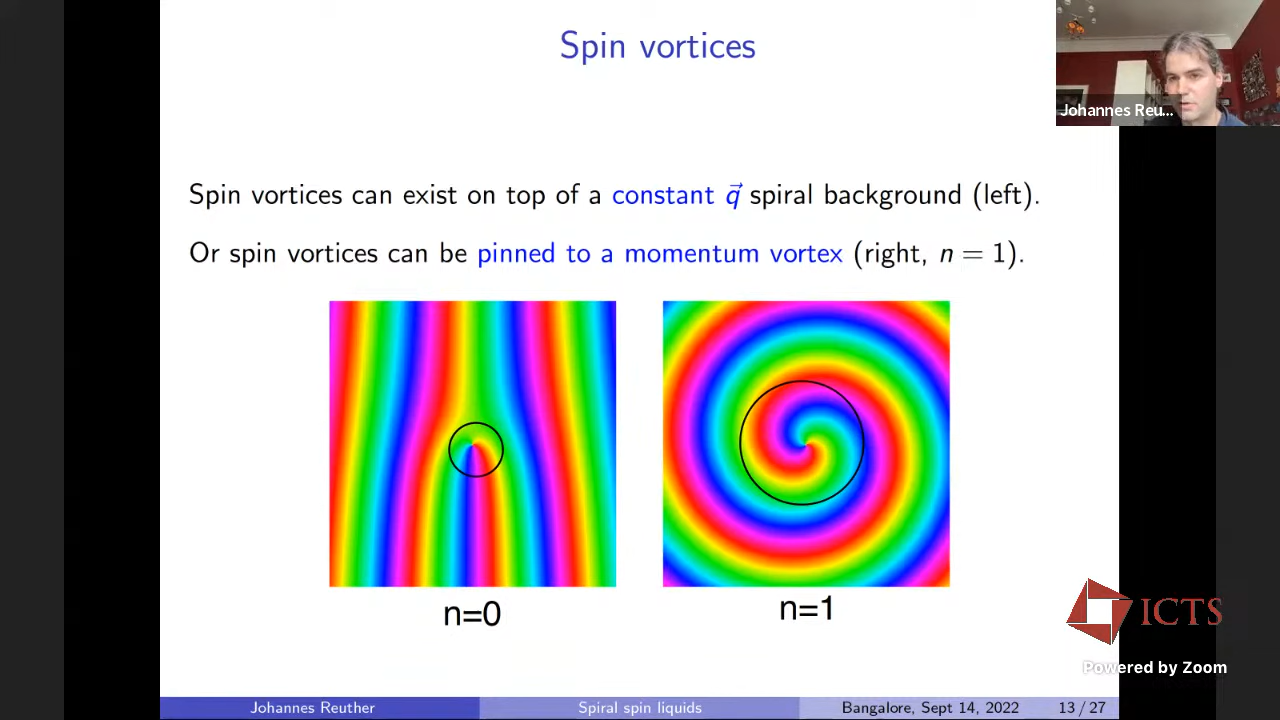 Spin vortices
Johannes Reu...
Spin vortices can exist on top of a constant q⃗ spiral background (left).
Or spin vortices can be pinned to a momentum vortex (right, n = 1).
n=0
n=1
ICTS
Powered by Zoom
Johannes Reuther
Spiral spin liquids
Bangalore, Sept 14, 2022
13 / 27